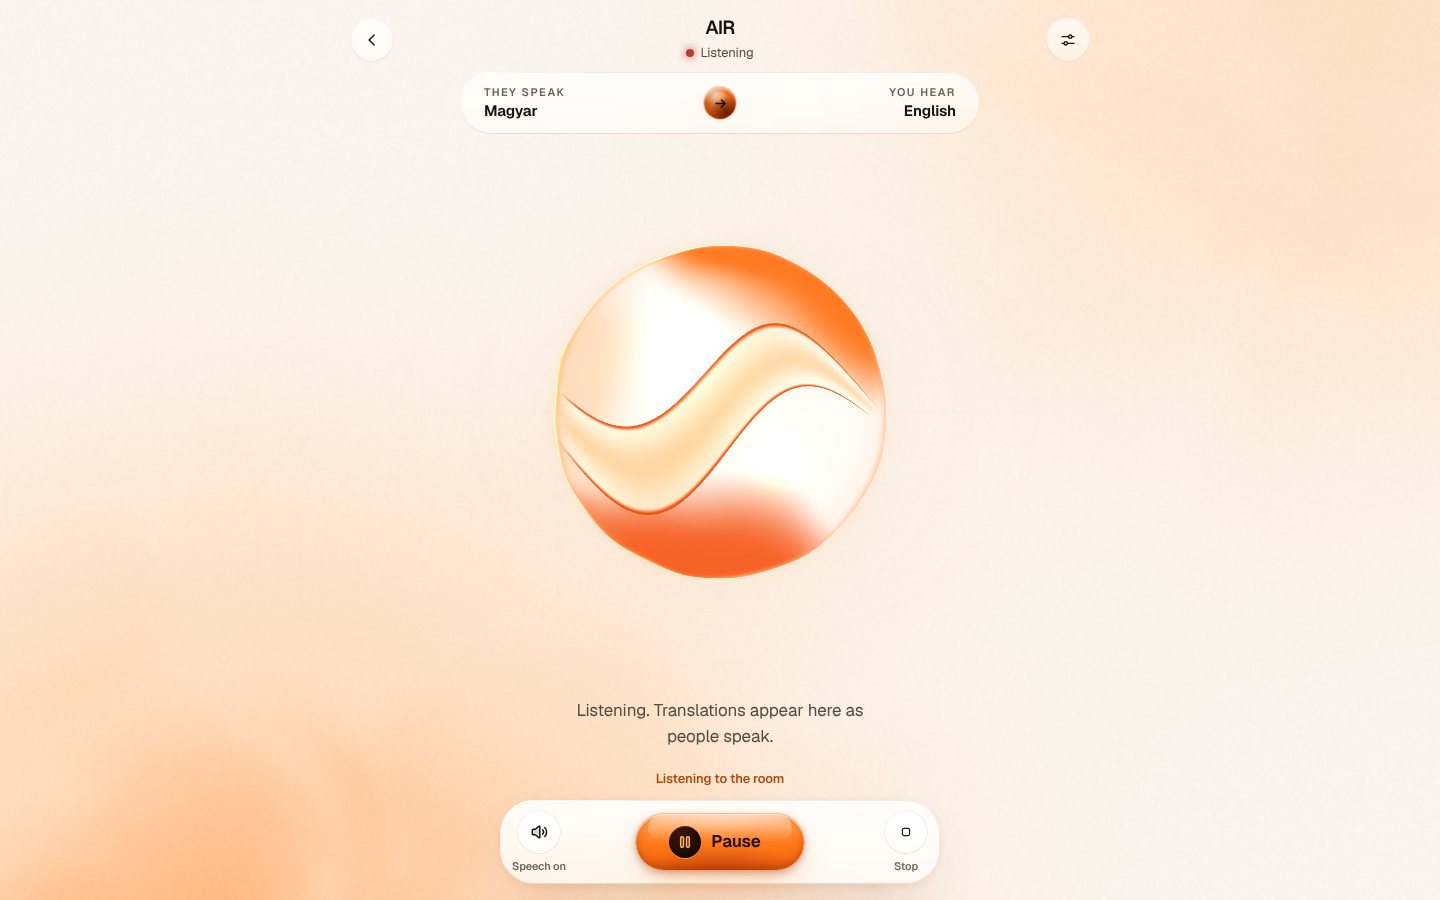 AIR
Listening
THEY SPEAK
Magyar
YOU HEAR
English
Listening. Translations appear here as
people speak.
Listening to the room
Speech on
Pause
Stop